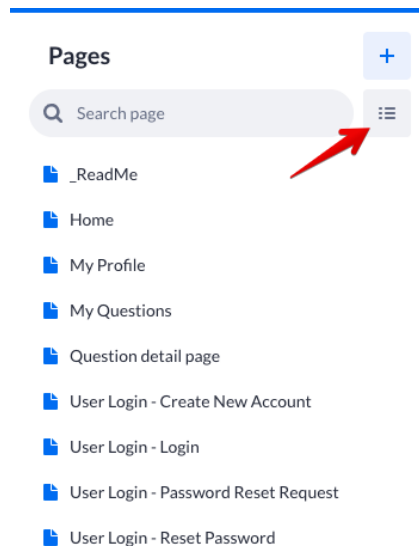 Pages
Search page
_ReadMe
Home
My Profile
My Questions
Question detail page
User Login - Create New Account
User Login - Login
User Login - Password Reset Request
User Login - Reset Password